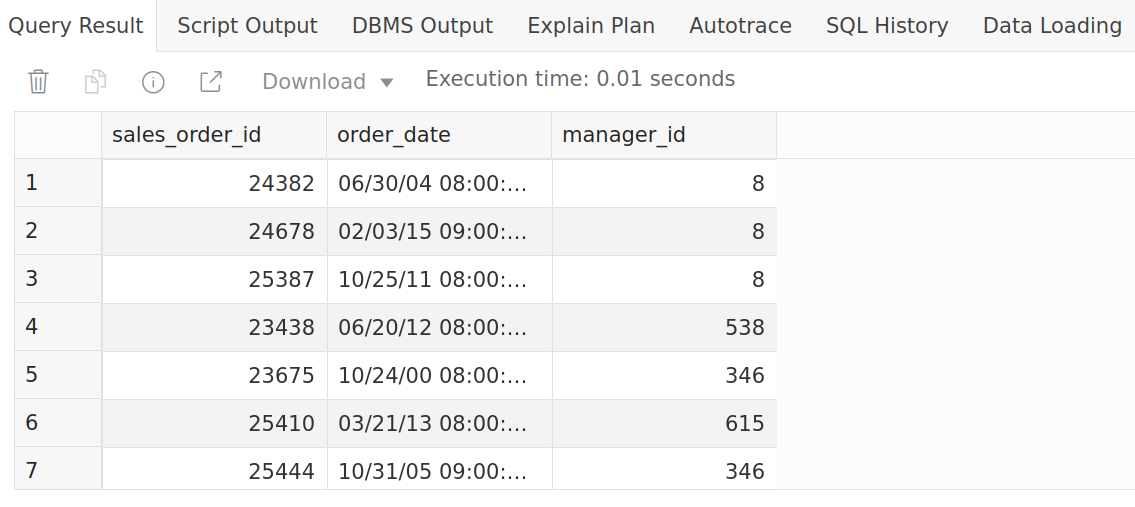 Query Result Script Output DBMS Output Explain Plan Autotrace SQL History Data Loading
Download Execution time: 0.01 seconds
sales_order_id order_date manager_id
1 24382 06/30/04 08:00:... 8
2 24678 02/03/15 09:00:... 8
3 25387 10/25/11 08:00:... 8
4 23438 06/20/12 08:00:... 538
5 23675 10/24/00 08:00:... 346
6 25410 03/21/13 08:00:... 615
7 25444 10/31/05 09:00:... 346